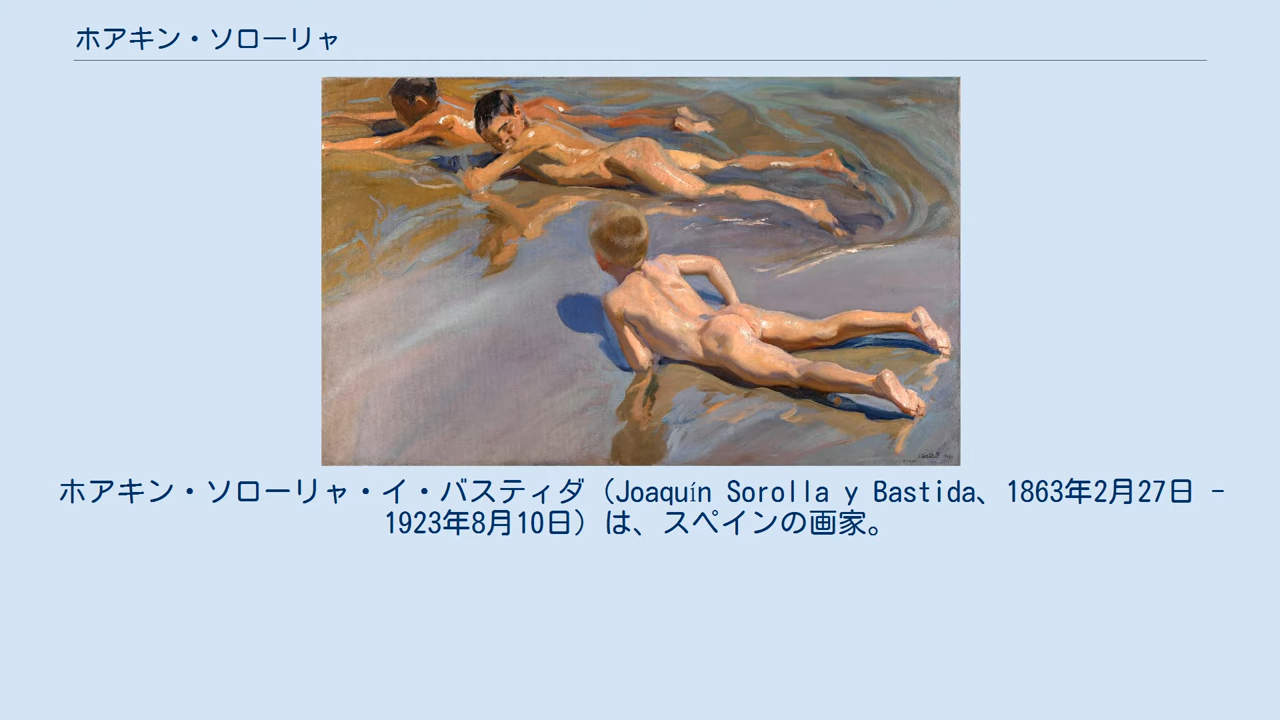 ホアキン・ソローリャ
ホアキン・ソローリャ・イ・バスティダ（Joaquín Sorolla y Bastida、1863年2月27日 -
1923年8月10日）は、スペインの画家。